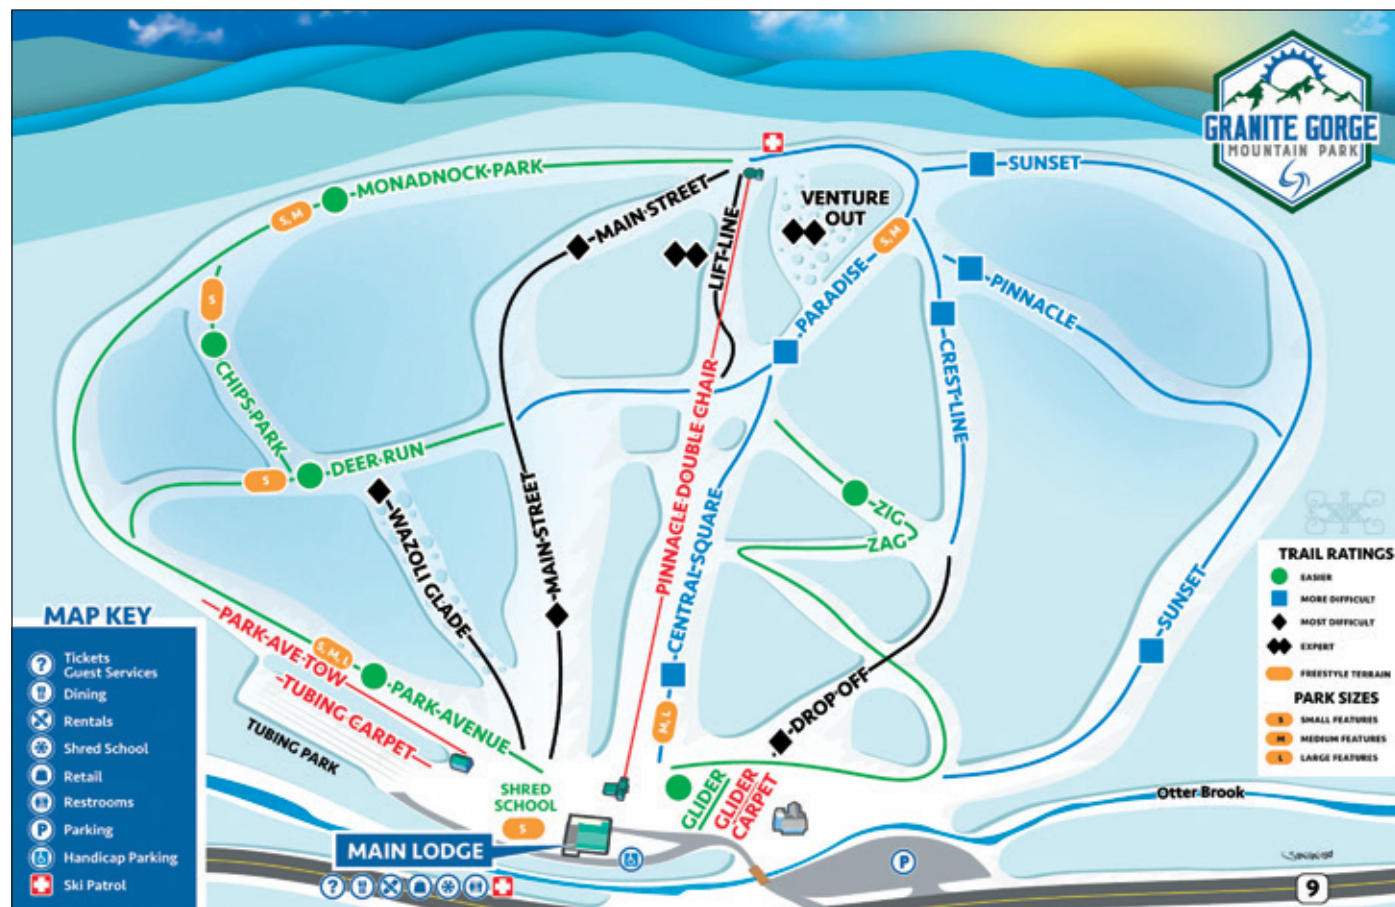 GRANITE GORGE
MOUNTAIN PARK
MONADNOCK PARK
S, M
MAIN STREET
LIFT-LINE
VENTURE
OUT
S, M
SUNSET
PARADISE
PINNACLE
S
CHIPS PARK
CREST-LINE
PINNACLE DOUBLE CHAIR
DEER RUN
S
WAZOLI GLADE
MAIN STREET
CENTRAL SQUARE
ZIG
ZAG
SUNSET
PARK AVE TOW
S, M, L
PARK AVENUE
TUBING CARPET
TUBING PARK
M, L
DROP OFF
SHRED
SCHOOL
S
GLIDER
GLIDER
CARPET
MAIN LODGE
?
P
Otter Brook
9
MAP KEY
? Tickets
Guest Services
Dining
Rentals
Shred School
Retail
Restrooms
P Parking
Handicap Parking
Ski Patrol
TRAIL RATINGS
EASIER
MORE DIFFICULT
MOST DIFFICULT
EXPERT
FREESTYLE TERRAIN
PARK SIZES
S SMALL FEATURES
M MEDIUM FEATURES
L LARGE FEATURES